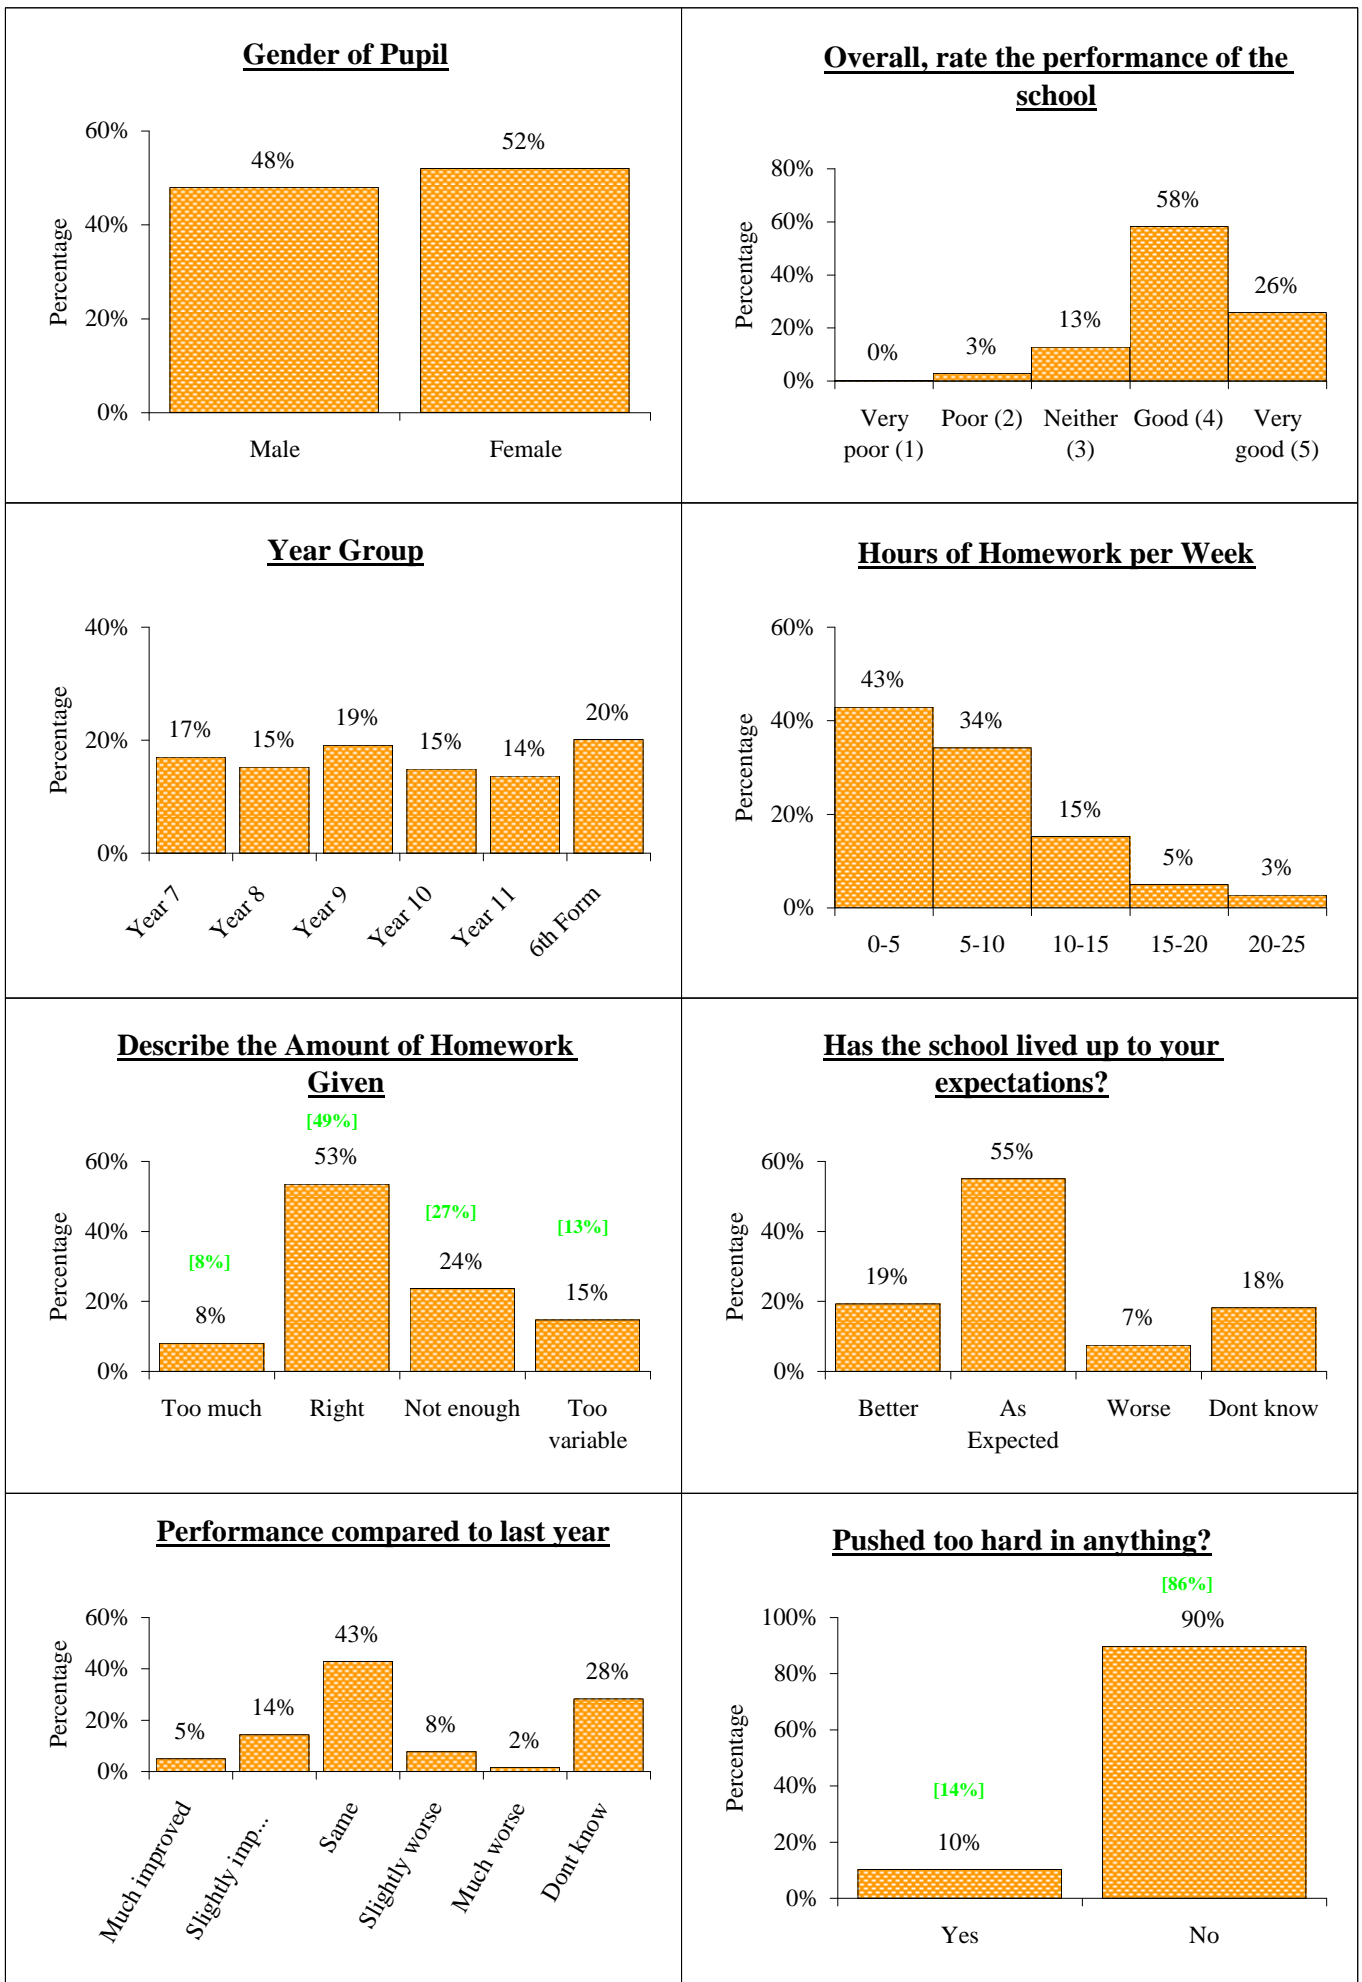 Gender of Pupil
60%
40%
20%
0%
Percentage
48%
52%
Male
Female
Overall, rate the performance of the
school
80%
60%
40%
20%
0%
Percentage
0%
3%
13%
58%
26%
Very
poor (1)
Poor (2)
Neither
(3)
Good (4)
Very
good (5)
Year Group
40%
20%
0%
Percentage
17%
15%
19%
15%
14%
20%
Year 7
Year 8
Year 9
Year 10
Year 11
6th Form
Hours of Homework per Week
60%
40%
20%
0%
Percentage
43%
34%
15%
5%
3%
0-5
5-10
10-15
15-20
20-25
Describe the Amount of Homework
Given
60%
40%
20%
0%
Percentage
[8%]
8%
[49%]
53%
[27%]
24%
[13%]
15%
Too much
Right
Not enough
Too
variable
Has the school lived up to your
expectations?
60%
40%
20%
0%
Percentage
19%
55%
7%
18%
Better
As
Expected
Worse
Dont know
Performance compared to last year
60%
40%
20%
0%
Percentage
5%
14%
43%
8%
2%
28%
Much improved
Slightly imp...
Same
Slightly worse
Much worse
Dont know
Pushed too hard in anything?
100%
80%
60%
40%
20%
0%
Percentage
[14%]
10%
[86%]
90%
Yes
No